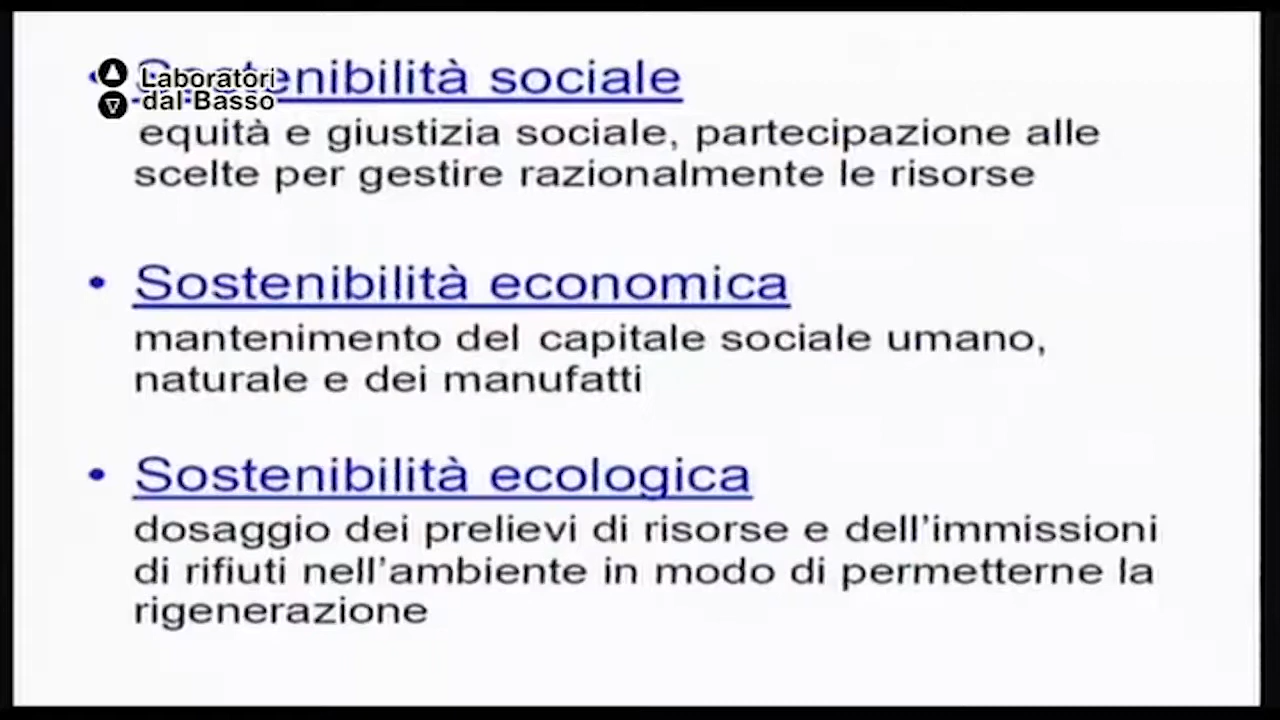 • Sostenibilità sociale
Laboratori
dal Basso
equità e giustizia sociale, partecipazione alle
scelte per gestire razionalmente le risorse
• Sostenibilità economica
mantenimento del capitale sociale umano,
naturale e dei manufatti
• Sostenibilità ecologica
dosaggio dei prelievi di risorse e dell’immissioni
di rifiuti nell’ambiente in modo di permetterne la
rigenerazione